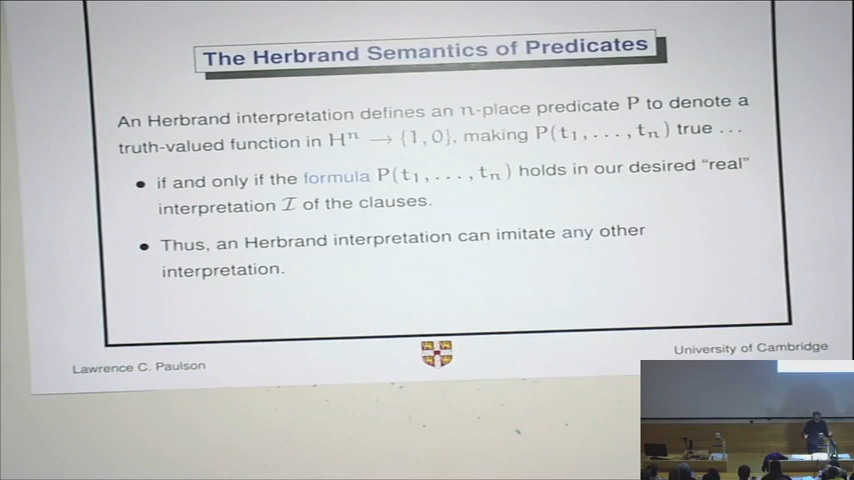 The Herbrand Semantics of Predicates
An Herbrand interpretation defines an n-place predicate P to denote a
truth-valued function in Hⁿ → {1, 0}, making P(t₁, . . . , tₙ) true . . .
• if and only if the formula P(t₁, . . . , tₙ) holds in our desired “real”
interpretation I of the clauses.
• Thus, an Herbrand interpretation can imitate any other
interpretation.
Lawrence C. Paulson
University of Cambridge